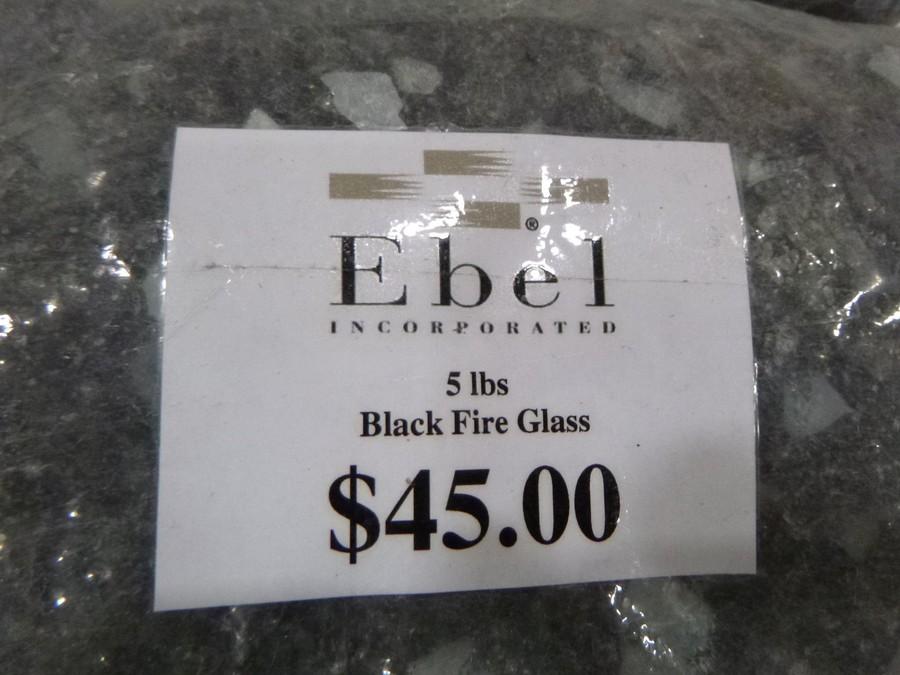 ®
Ebel
INCORPORATED
5 lbs
Black Fire Glass
$45.00